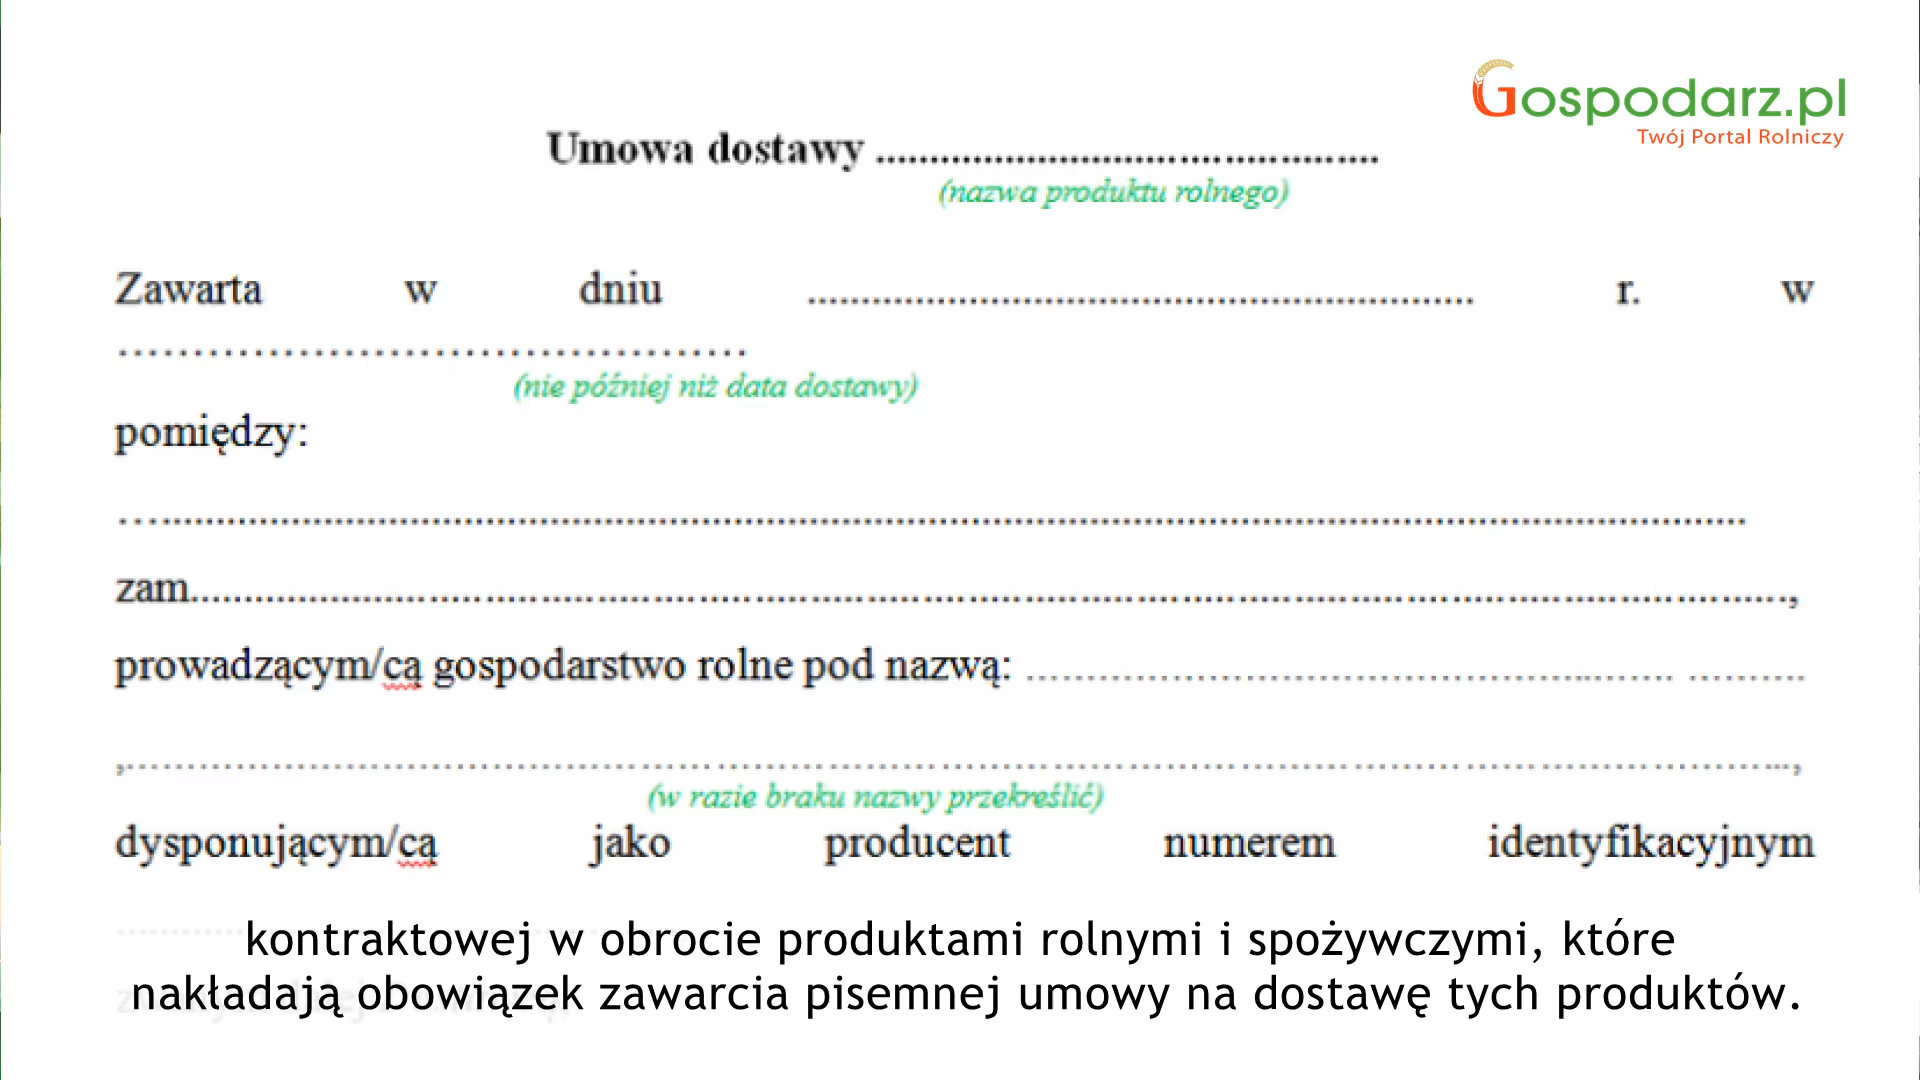 Gospodarz.pl
Twój Portal Rolniczy
Umowa dostawy ...............................................
(nazwa produktu rolnego)
Zawarta w dniu .............................................................. r. w
............................................
(nie później niż data dostawy)
pomiędzy:
....................................................................................................................................................
zam....................................................................................................................................................,
prowadzącym/cą gospodarstwo rolne pod nazwą: ......................................................... ..........
,..................................................................................................................................,
(w razie braku nazwy przekreślić)
dysponującym/cą jako producent numerem identyfikacyjnym
kontraktowej w obrocie produktami rolnymi i spożywczymi, które
nakładają obowiązek zawarcia pisemnej umowy na dostawę tych produktów.